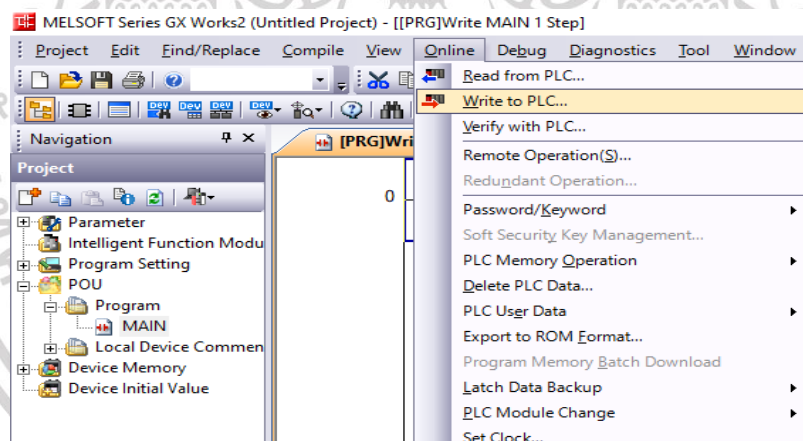 MELSOFT Series GX Works2 (Untitled Project) - [[PRG]Write MAIN 1 Step]
Project Edit Find/Replace Compile View Online Debug Diagnostics Tool Window
Read from PLC...
Write to PLC...
Verify with PLC...
Remote Operation(S)...
Redundant Operation...
Password/Keyword
Soft Security Key Management...
PLC Memory Operation
Delete PLC Data...
PLC User Data
Export to ROM Format...
Program Memory Batch Download
Latch Data Backup
PLC Module Change
Set Clock...
DEV DEV DEV DEV
Navigation
[PRG]Wri
Project
0
Parameter
Intelligent Function Modu
Program Setting
POU
Program
MAIN
Local Device Commen
Device Memory
Device Initial Value